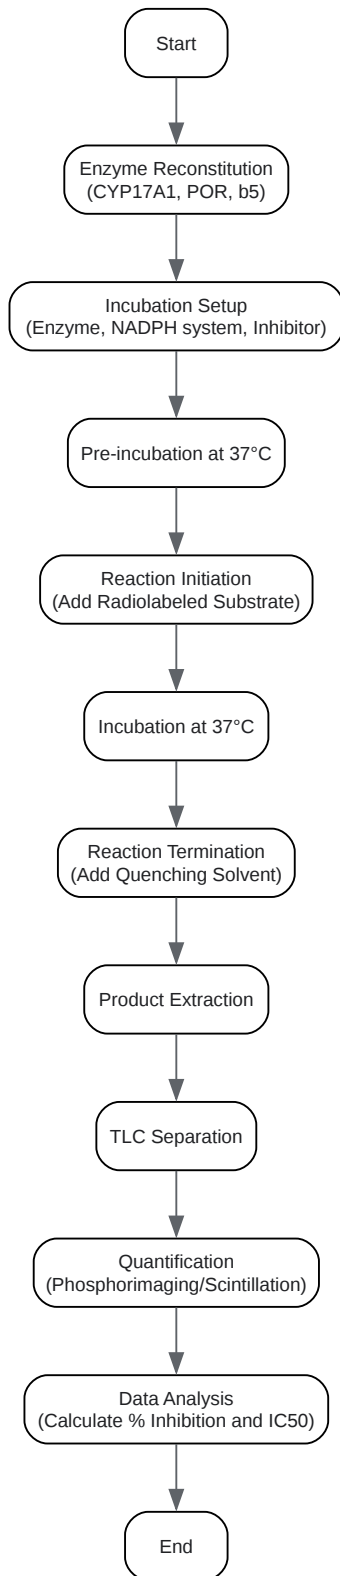 Start
Enzyme Reconstitution
(CYP17A1, POR, b5)
Incubation Setup
(Enzyme, NADPH system, Inhibitor)
Pre-incubation at 37°C
Reaction Initiation
(Add Radiolabeled Substrate)
Incubation at 37°C
Reaction Termination
(Add Quenching Solvent)
Product Extraction
TLC Separation
Quantification
(Phosphorimaging/Scintillation)
Data Analysis
(Calculate % Inhibition and IC50)
End